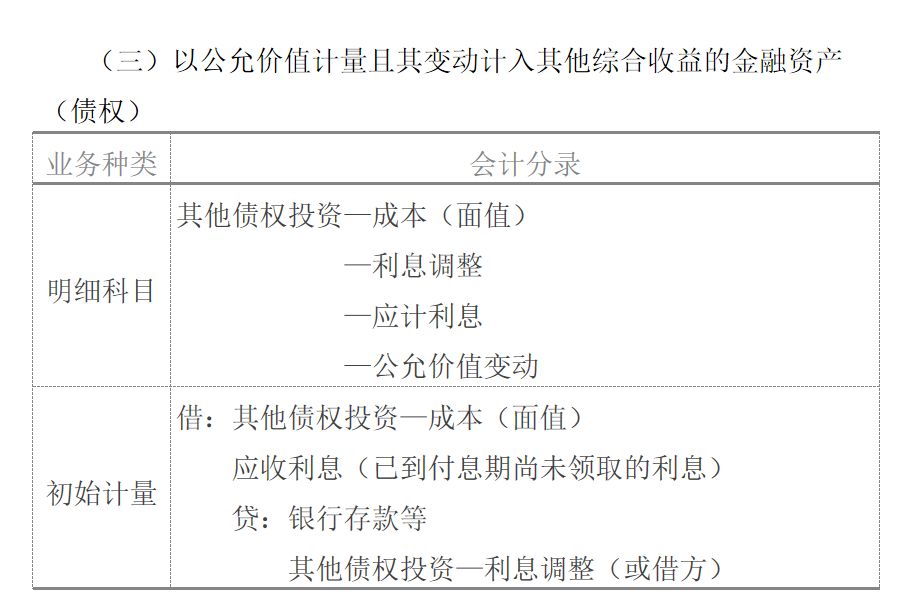 （三）以公允价值计量且其变动计入其他综合收益的金融资产
（债权）
业务种类 会计分录
明细科目
其他债权投资—成本（面值）
—利息调整
—应计利息
—公允价值变动
初始计量
借：其他债权投资—成本（面值）
应收利息（已到付息期尚未领取的利息）
贷：银行存款等
其他债权投资—利息调整（或借方）